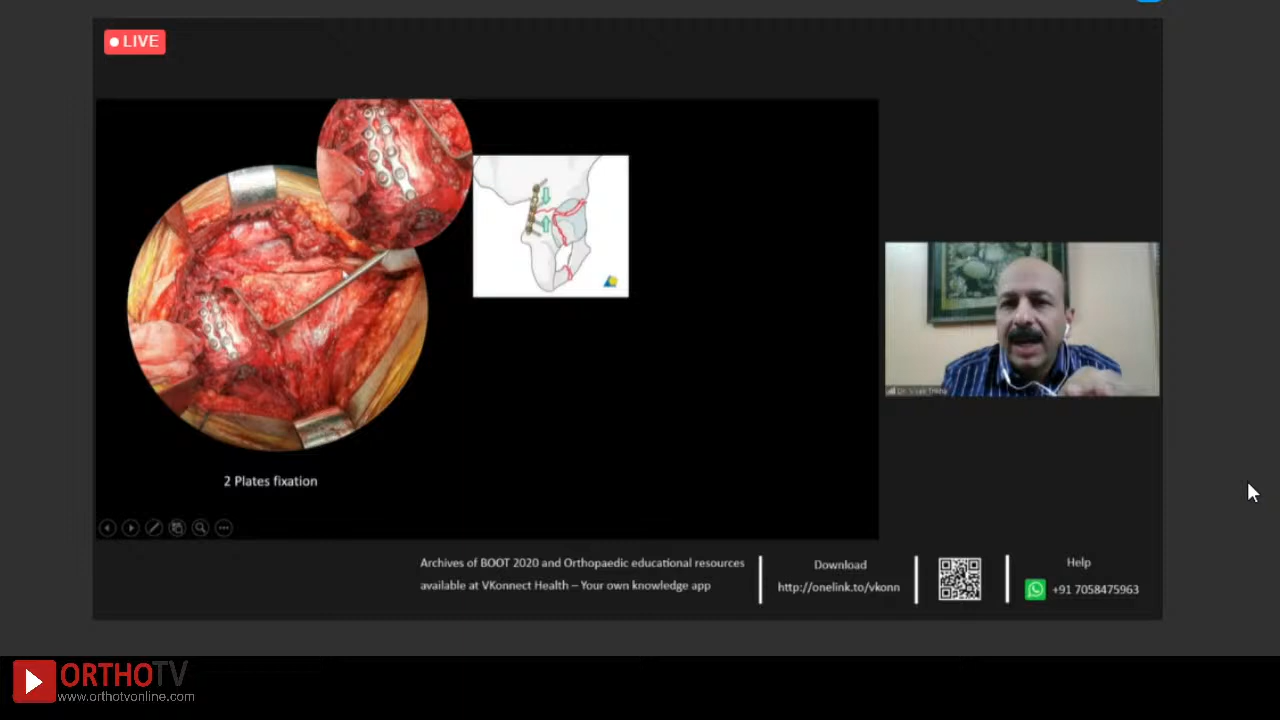 LIVE
2 Plates fixation
Archives of BOOT 2020 and Orthopaedic educational resources
available at VKonnect Health – Your own knowledge app
Download
http://onelink.to/vkonn
Help
+91 7058475963
ORTHOTV
www.orthotvonline.com